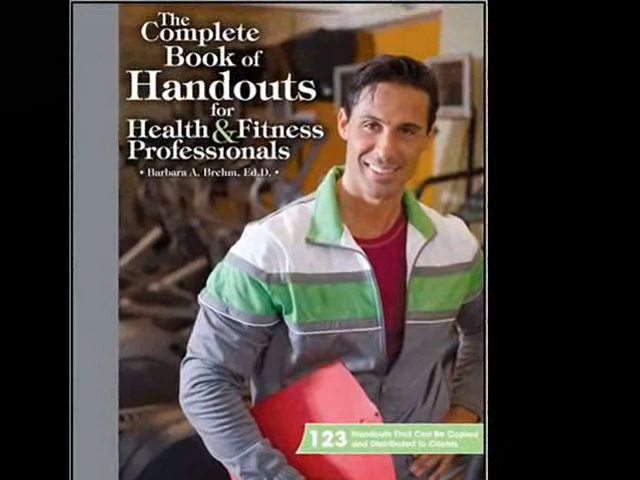 The
Complete
Book of
Handouts
for
Health & Fitness
Professionals
• Barbara A. Brehm, Ed.D. •
123 Handouts That Can Be Copied
and Distributed to Clients